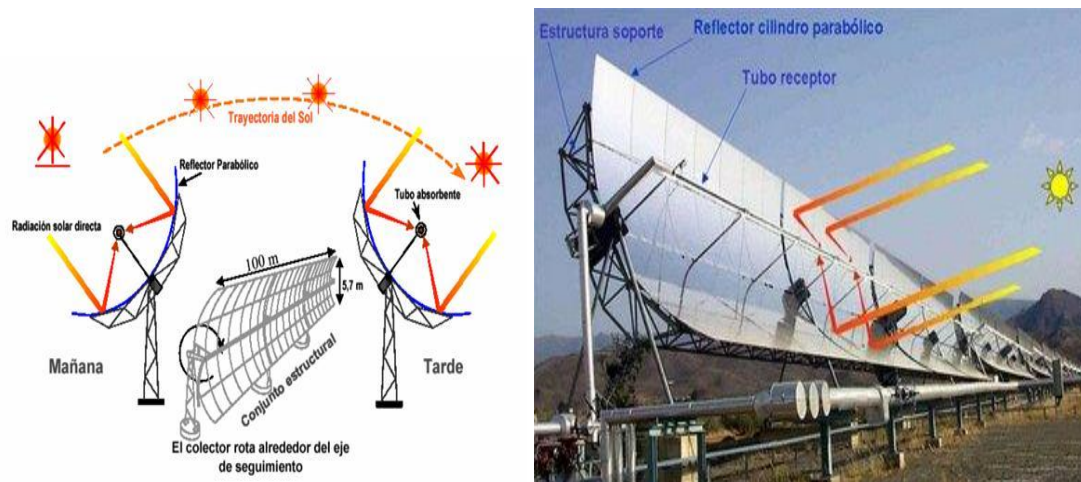 Trayectoria del Sol
Reflector Parabólico
Tubo absorbente
Radiación solar directa
100 m
5,7 m
Mañana
Tarde
Conjunto estructural
El colector rota alrededor del eje
de seguimiento
Estructura soporte
Reflector cilindro parabólico
Tubo receptor